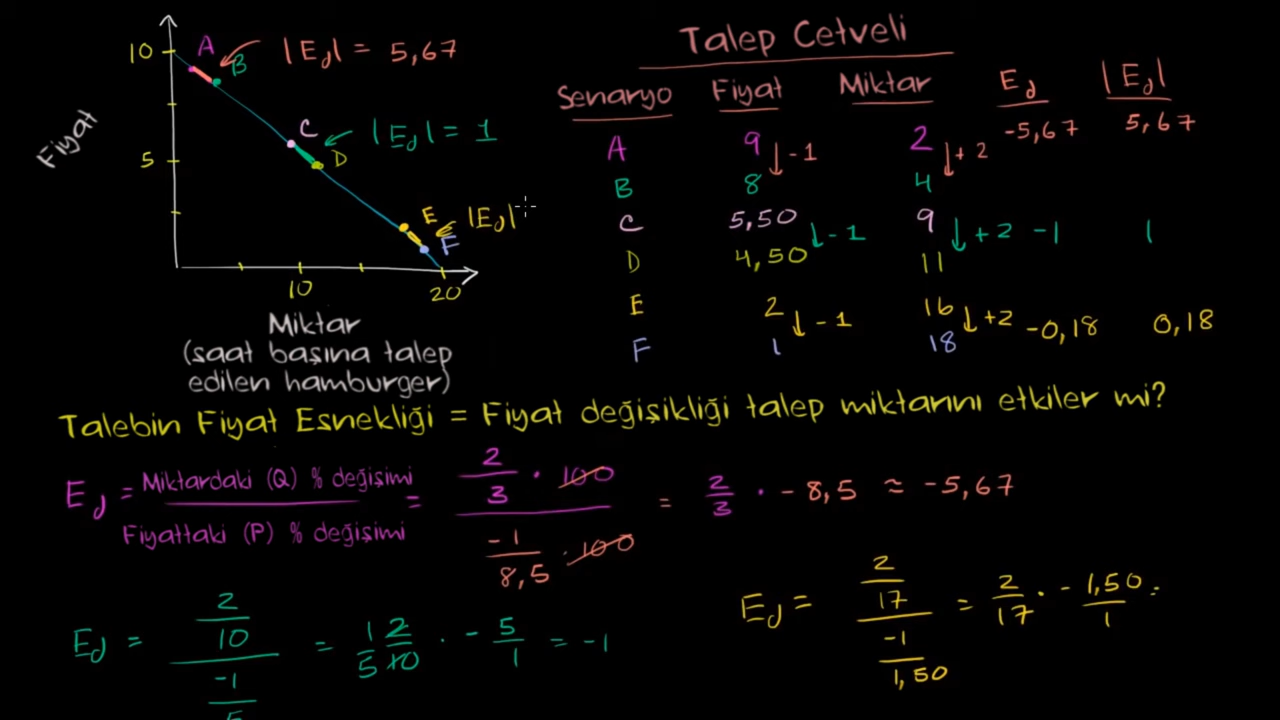 10
A
B
|Ed| = 5,67
Fiyat
C
D
|Ed| = 1
5
E
F
|Ed|
10
20
Miktar
(saat başına talep
edilen hamburger)
Talep Cetveli
Senaryo Fiyat Miktar Ed |Ed|
A 9 ↓ -1 2 ↓ +2 -5,67 5,67
B 8 4
C 5,50 ↓ -1 9 ↓ +2 -1 1
D 4,50 11
E 2 ↓ -1 16 ↓ +2 -0,18 0,18
F 1 18
Talebin Fiyat Esnekliği = Fiyat değişikliği talep miktarını etkiler mi?
Ed = Miktardaki (Q) % değişimi / Fiyattaki (P) % değişimi = 2/3 · 100 / -1/8,5 · 100 = 2/3 · -8,5 ≈ -5,67
Ed = 2/10 / -1/5 = 1 2 / 5 10 · -5/1 = -1
Ed = 2/17 / -1/1,50 = 2/17 · -1,50/1 =